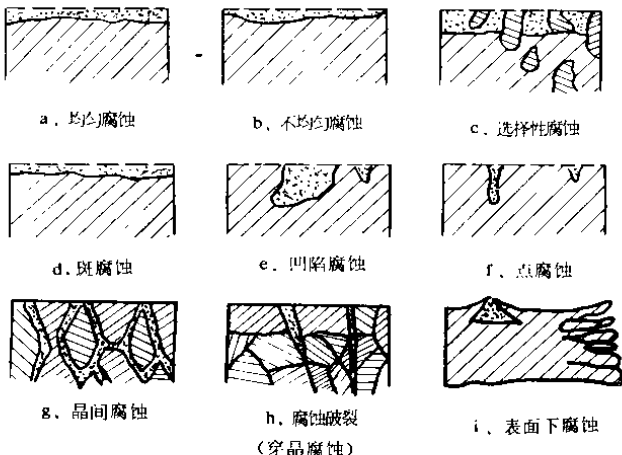 a、均匀腐蚀
b、不均匀腐蚀
c、选择性腐蚀
d、斑腐蚀
e、凹陷腐蚀
f、点腐蚀
g、晶间腐蚀
h、腐蚀破裂
(穿晶腐蚀)
i、表面下腐蚀